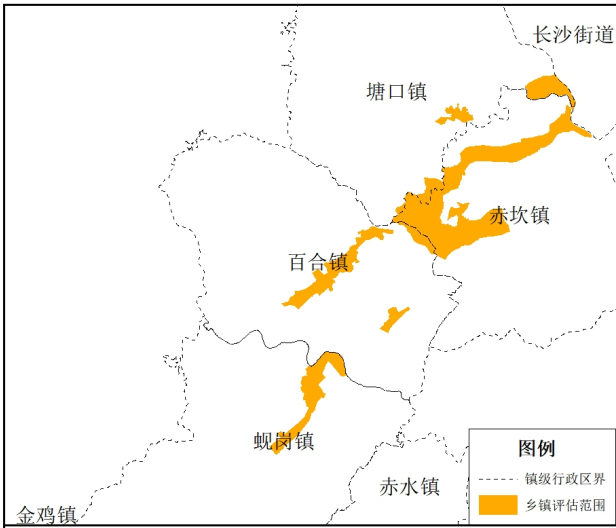 长沙街道
塘口镇
赤坎镇
百合镇
蚬岗镇
赤水镇
金鸡镇
图例
镇级行政区界
乡镇评估范围